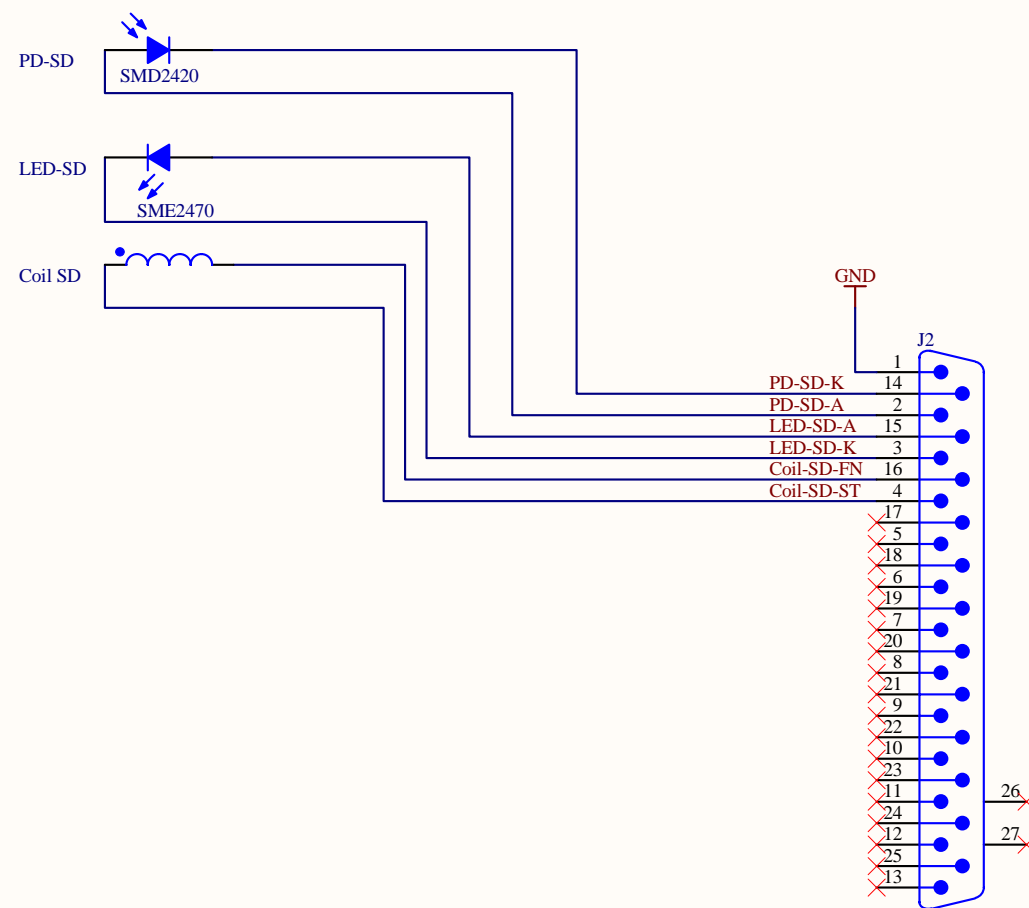 PD-SD
SMD2420
LED-SD
SME2470
Coil SD
GND
J2
1
PD-SD-K 14
PD-SD-A 2
LED-SD-A 15
LED-SD-K 3
Coil-SD-FN 16
Coil-SD-ST 4
17
5
18
6
19
7
20
8
21
9
22
10
23
11 26
24
12 27
25
13